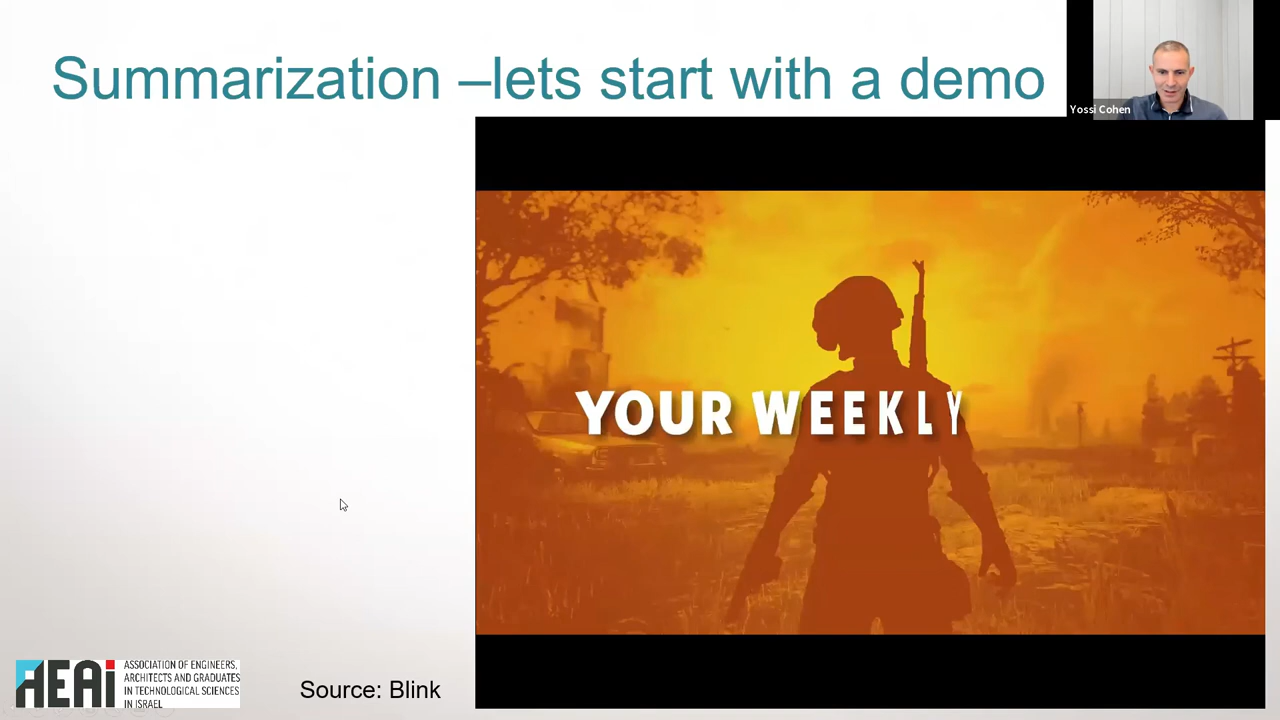 Summarization –lets start with a demo
Yossi Cohen
YOUR WEEKLY
AEAi
ASSOCIATION OF ENGINEERS,
ARCHITECTS AND GRADUATES
IN TECHNOLOGICAL SCIENCES
IN ISRAEL
Source: Blink